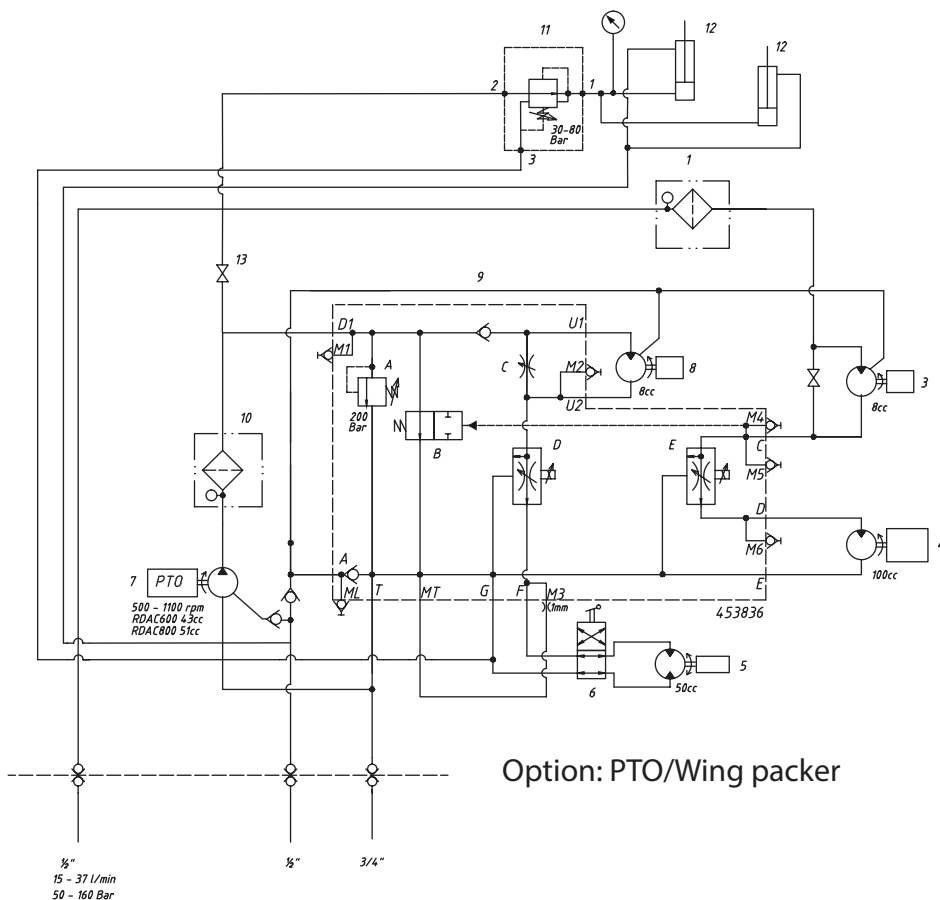 11
12
12
2
1
30-80
Bar
3
1
13
9
D1
U1
M1
A
C
M2
8
3
8cc
8cc
U2
200
Bar
10
M4
B
D
E
C
M5
D
M6
4
A
100cc
7
PTO
ML
T
MT
G
F
M3
E
1mm
453836
500 - 1100 rpm
RDAC600 43cc
RDAC800 51cc
5
6
50cc
Option: PTO/Wing packer
½"
½"
3/4"
15 - 37 l/min
50 - 160 Bar